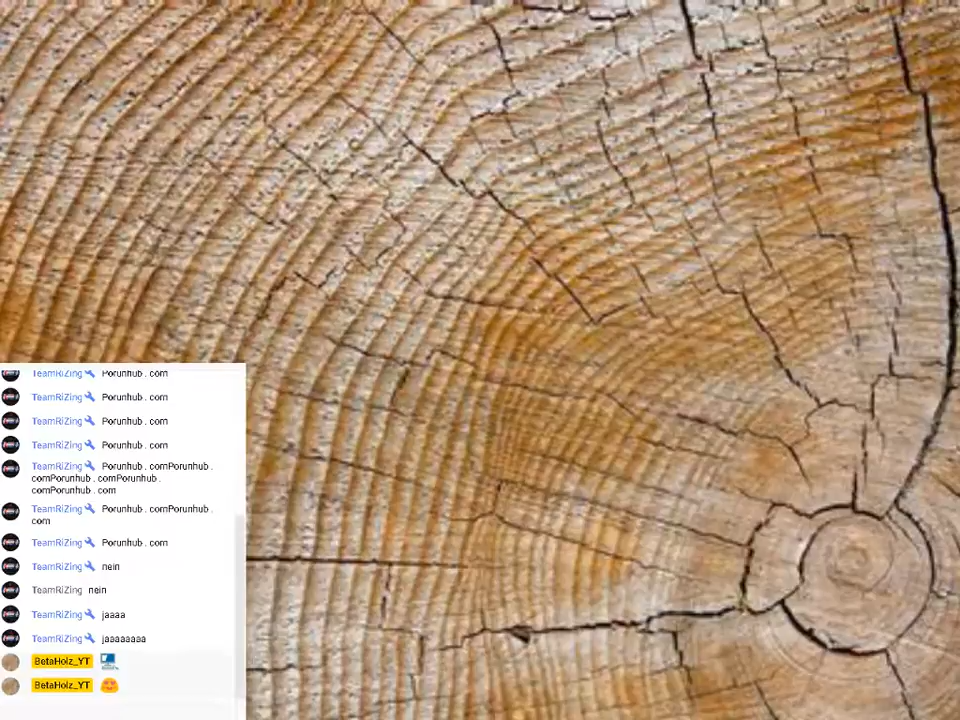 TeamRiZing Porunhub . com
TeamRiZing Porunhub . com
TeamRiZing Porunhub . com
TeamRiZing Porunhub . com
TeamRiZing Porunhub . comPorunhub .
comPorunhub . comPorunhub .
comPorunhub . com
TeamRiZing Porunhub . comPorunhub .
com
TeamRiZing Porunhub . com
TeamRiZing nein
TeamRiZing nein
TeamRiZing jaaaa
TeamRiZing jaaaaaaaa
BetaHolz_YT
BetaHolz_YT